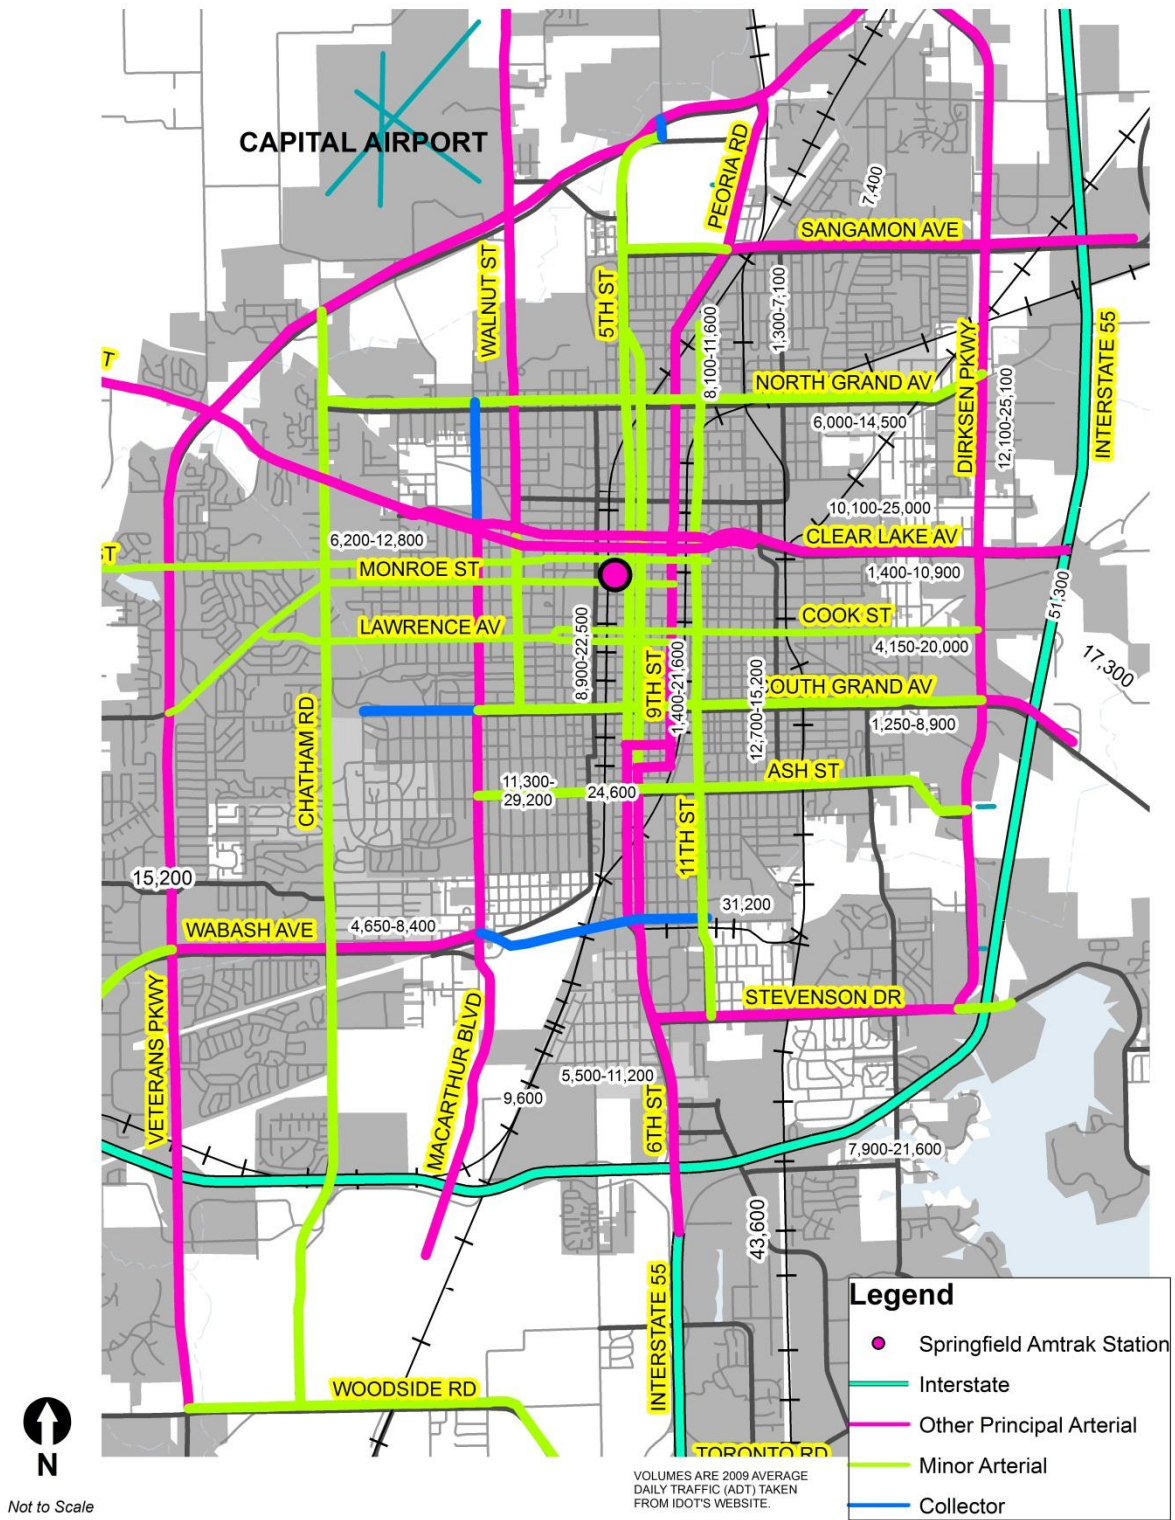 CAPITAL AIRPORT
PEORIA RD
7,400
SANGAMON AVE
WALNUT ST
5TH ST
1,300-7,100
8,100-11,600
T
NORTH GRAND AV
DIRKSEN PKWY
INTERSTATE 55
6,000-14,500
12,100-25,100
10,100-25,000
6,200-12,800
CLEAR LAKE AV
ST
MONROE ST
1,400-10,900
51,300
LAWRENCE AV
COOK ST
8,900-22,500
4,150-20,000
17,300
9TH ST
1,400-21,600
12,700-15,200
OUTH GRAND AV
1,250-8,900
CHATHAM RD
ASH ST
11,300-
29,200
24,600
11TH ST
15,200
31,200
4,650-8,400
WABASH AVE
STEVENSON DR
VETERANS PKWY
MACARTHUR BLVD
5,500-11,200
9,600
6TH ST
7,900-21,600
43,600
INTERSTATE 55
WOODSIDE RD
TORONTO RD
Legend
Springfield Amtrak Station
Interstate
Other Principal Arterial
Minor Arterial
Collector
N
Not to Scale
VOLUMES ARE 2009 AVERAGE
DAILY TRAFFIC (ADT) TAKEN
FROM IDOT'S WEBSITE.